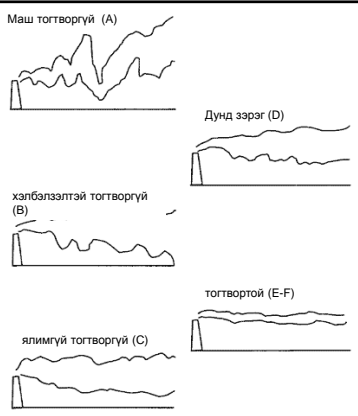 Маш тогтворгүй (A)
Дунд зэрэг (D)
хэлбэлзэлтэй тогтворгүй
(B)
тогтвортой (E-F)
ялимгүй тогтворгүй (C)